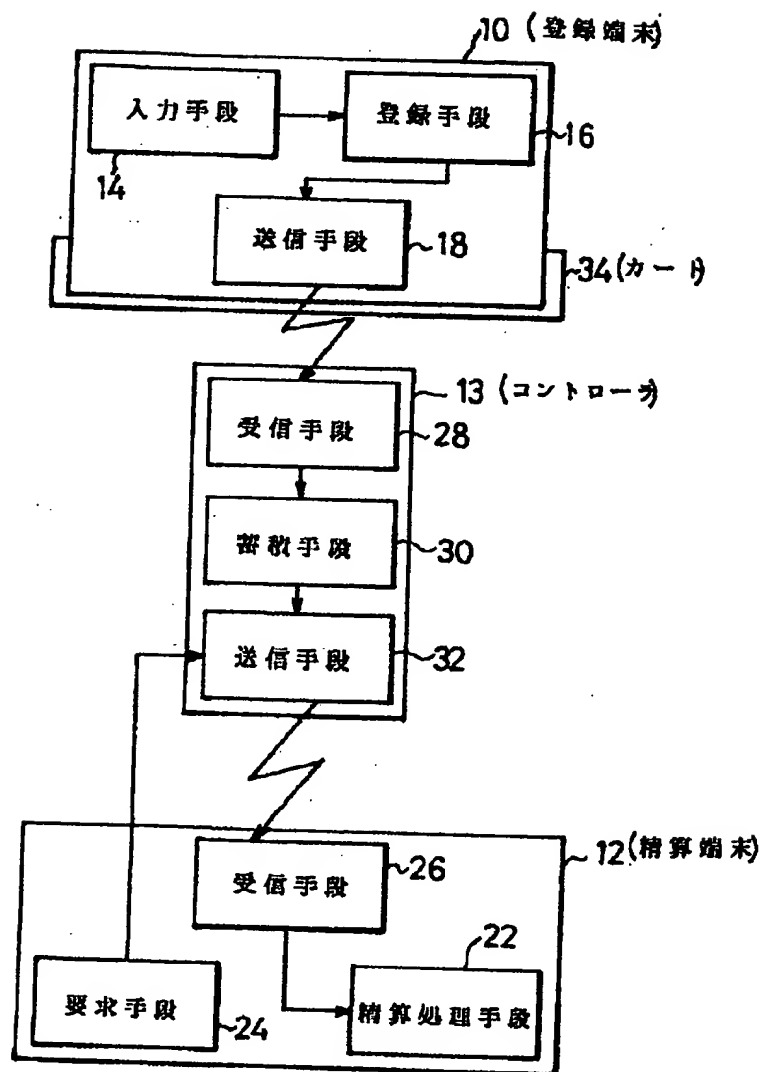 10 (登録端末)
入力手段
登録手段
14
16
送信手段
18
34(カート)
13 (コントローラ)
受信手段
28
蓄散手段
30
送信手段
32
12(精算端末)
受信手段
26
22
要求手段
24
精算処理手段